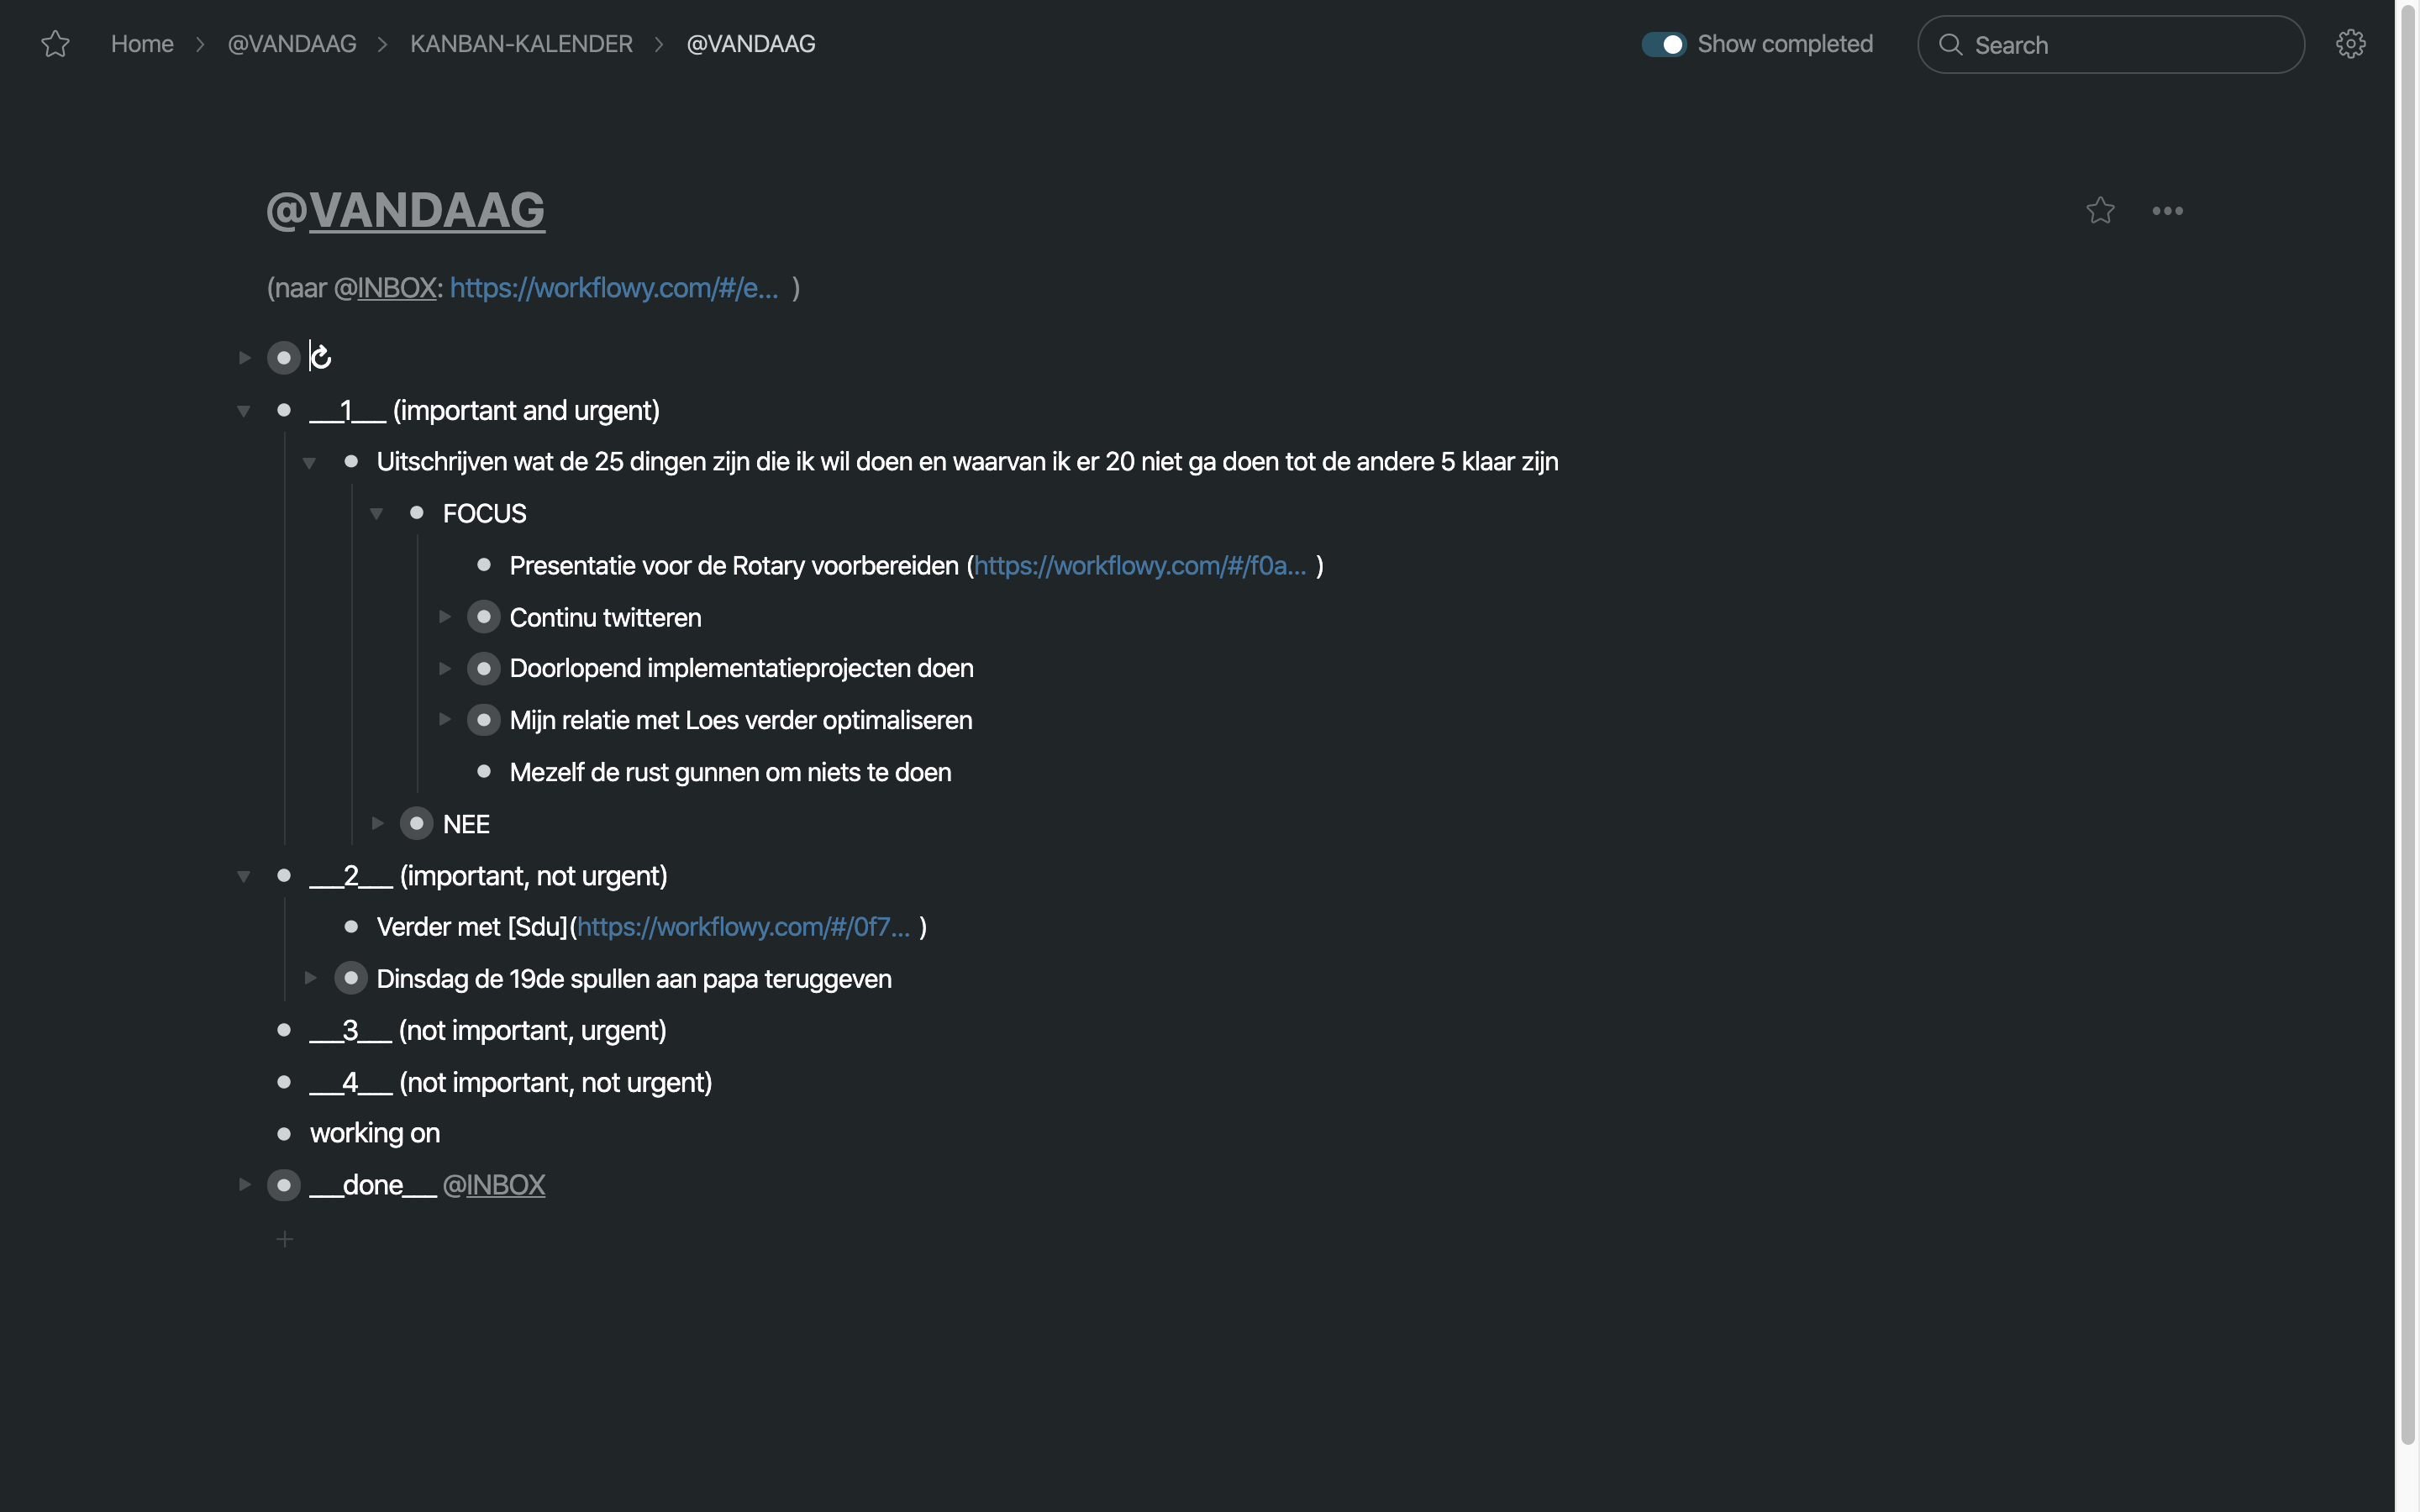 Home > @VANDAAG > KANBAN-KALENDER > @VANDAAG
Show completed
Search
@VANDAAG
(naar @INBOX: https://workflowy.com/#/e... )
___1___ (important and urgent)
Uitschrijven wat de 25 dingen zijn die ik wil doen en waarvan ik er 20 niet ga doen tot de andere 5 klaar zijn
FOCUS
Presentatie voor de Rotary voorbereiden (https://workflowy.com/#/f0a... )
Continu twitteren
Doorlopend implementatieprojecten doen
Mijn relatie met Loes verder optimaliseren
Mezelf de rust gunnen om niets te doen
NEE
___2___ (important, not urgent)
Verder met [Sdu](https://workflowy.com/#/0f7... )
Dinsdag de 19de spullen aan papa teruggeven
___3___ (not important, urgent)
___4___ (not important, not urgent)
working on
___done___ @INBOX